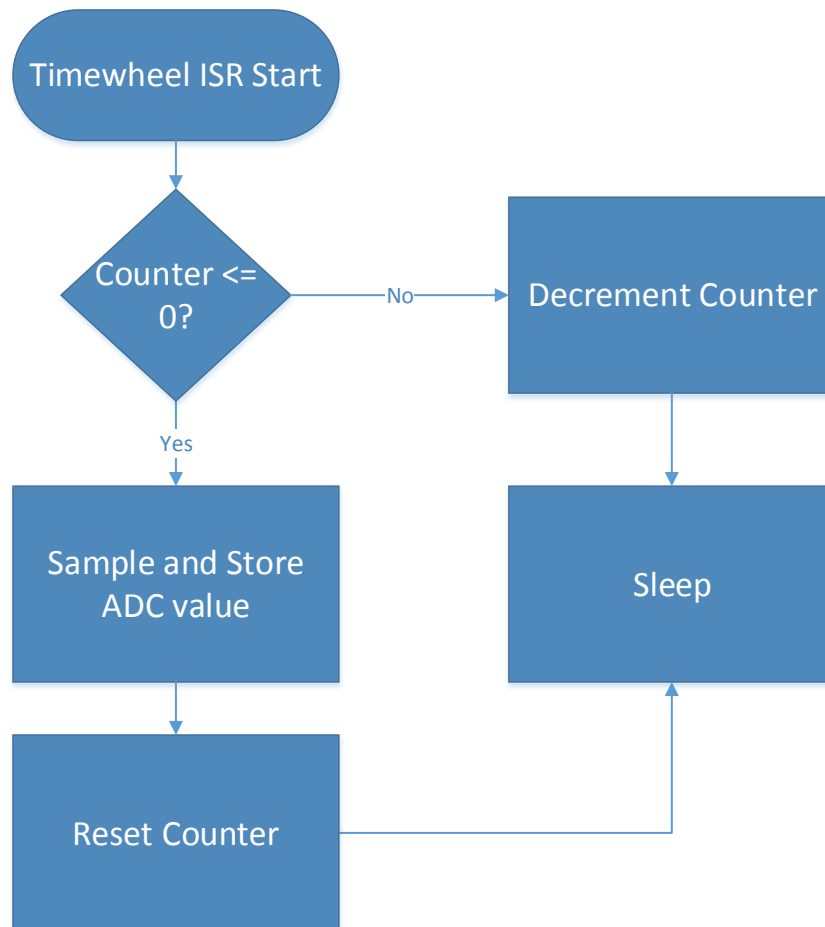 Timewheel ISR Start
Counter <=
0?
No
Decrement Counter
Yes
Sample and Store
ADC value
Sleep
Reset Counter